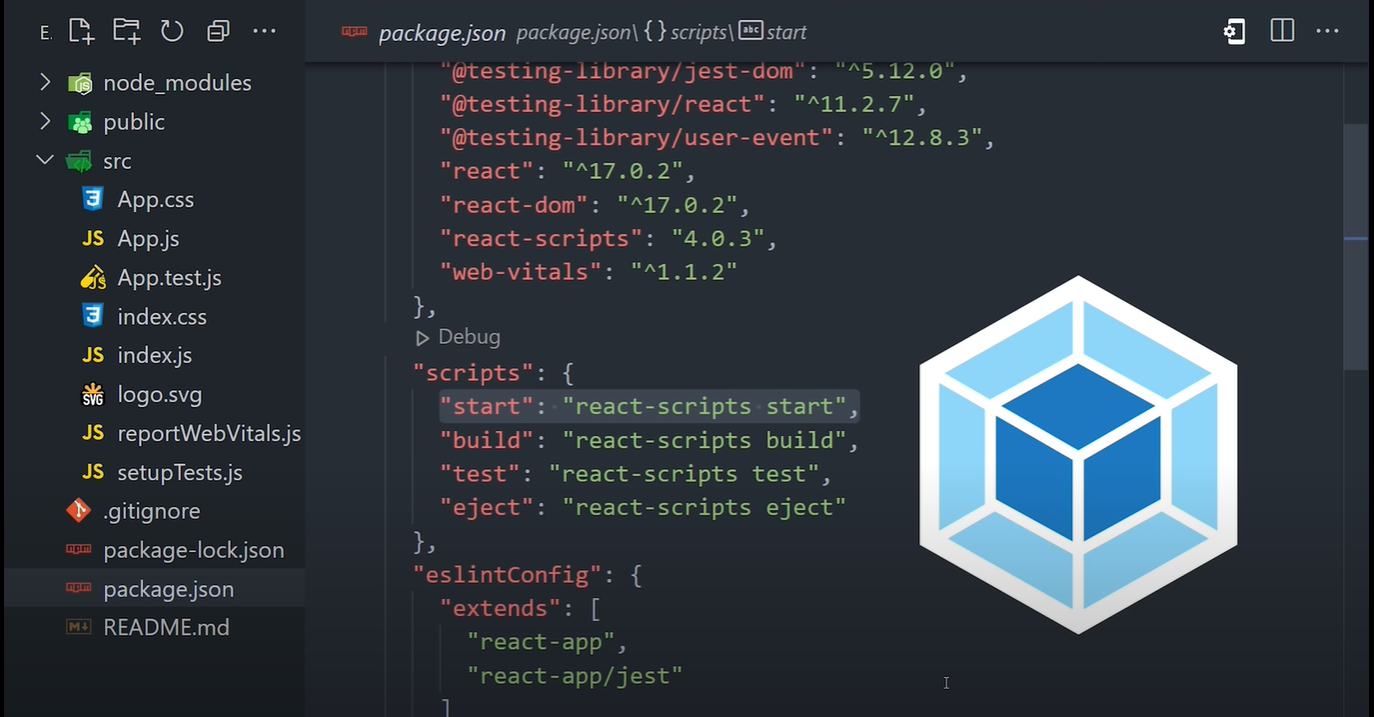 E.
node_modules
public
src
App.css
JS App.js
App.test.js
index.css
JS index.js
SVG logo.svg
JS reportWebVitals.js
JS setupTests.js
.gitignore
npm package-lock.json
npm package.json
M↓ README.md
npm package.json package.json\{}scripts\abc start
"@testing-library/jest-dom": "^5.12.0",
"@testing-library/react": "^11.2.7",
"@testing-library/user-event": "^12.8.3",
"react": "^17.0.2",
"react-dom": "^17.0.2",
"react-scripts": "4.0.3",
"web-vitals": "^1.1.2"
},
Debug
"scripts": {
"start": "react-scripts start",
"build": "react-scripts build",
"test": "react-scripts test",
"eject": "react-scripts eject"
},
"eslintConfig": {
"extends": [
"react-app",
"react-app/jest"
]